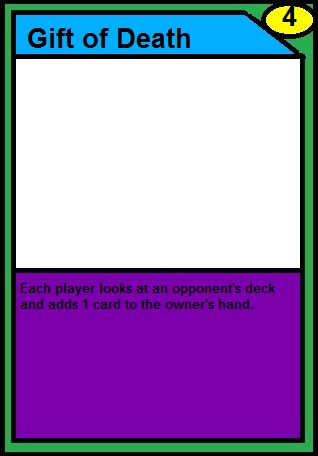 Gift of Death
4
Each player looks at an opponent's deck
and adds 1 card to the owner's hand.